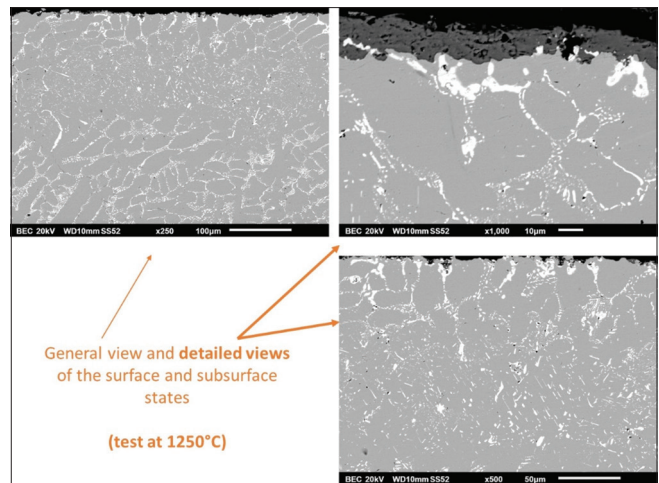 BEC 20kV WD10mm SS52 x250 100µm
BEC 20kV WD10mm SS52 x1,000 10µm
General view and detailed views
of the surface and subsurface
states
(test at 1250°C)
BEC 20kV WD10mm SS52 x500 50µm